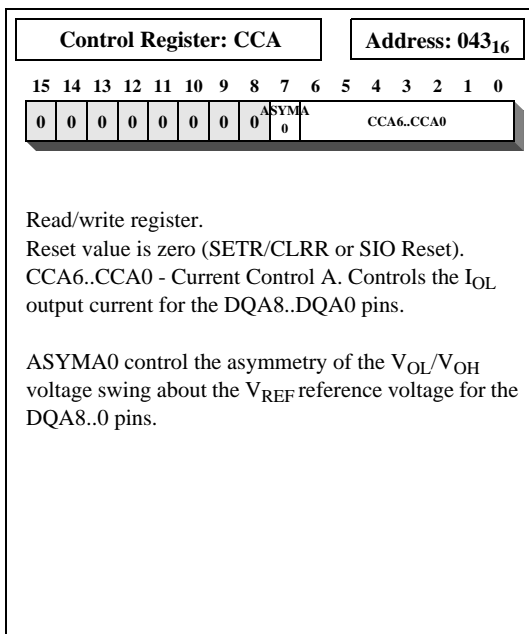 Control Register: CCA
Address: 043₁₆
15 14 13 12 11 10 9 8 7 6 5 4 3 2 1 0
0 0 0 0 0 0 0 0 ASYMA 0 CCA6..CCA0
Read/write register.
Reset value is zero (SETR/CLRR or SIO Reset).
CCA6..CCA0 - Current Control A. Controls the I_OL
output current for the DQA8..DQA0 pins.
ASYMA0 control the asymmetry of the V_OL/V_OH
voltage swing about the V_REF reference voltage for the
DQA8..0 pins.